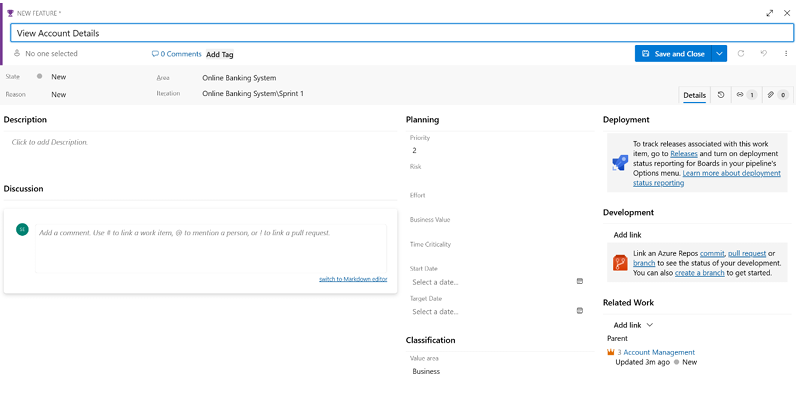 NEW FEATURE *
View Account Details
No one selected
0 Comments
Add Tag
Save and Close
State
New
Area
Online Banking System
Reason
New
Iteration
Online Banking System\Sprint 1
Details
1
0
Description
Click to add Description.
Discussion
SE
Add a comment. Use # to link a work item, @ to mention a person, or ! to link a pull request.
switch to Markdown editor
Planning
Priority
2
Risk
Effort
Business Value
Time Criticality
Start Date
Select a date...
Target Date
Select a date...
Classification
Value area
Business
Deployment
To track releases associated with this work
item, go to Releases and turn on deployment
status reporting for Boards in your pipeline's
Options menu. Learn more about deployment
status reporting
Development
Add link
Link an Azure Repos commit, pull request or
branch to see the status of your development.
You can also create a branch to get started.
Related Work
Add link
Parent
3 Account Management
Updated 3m ago New